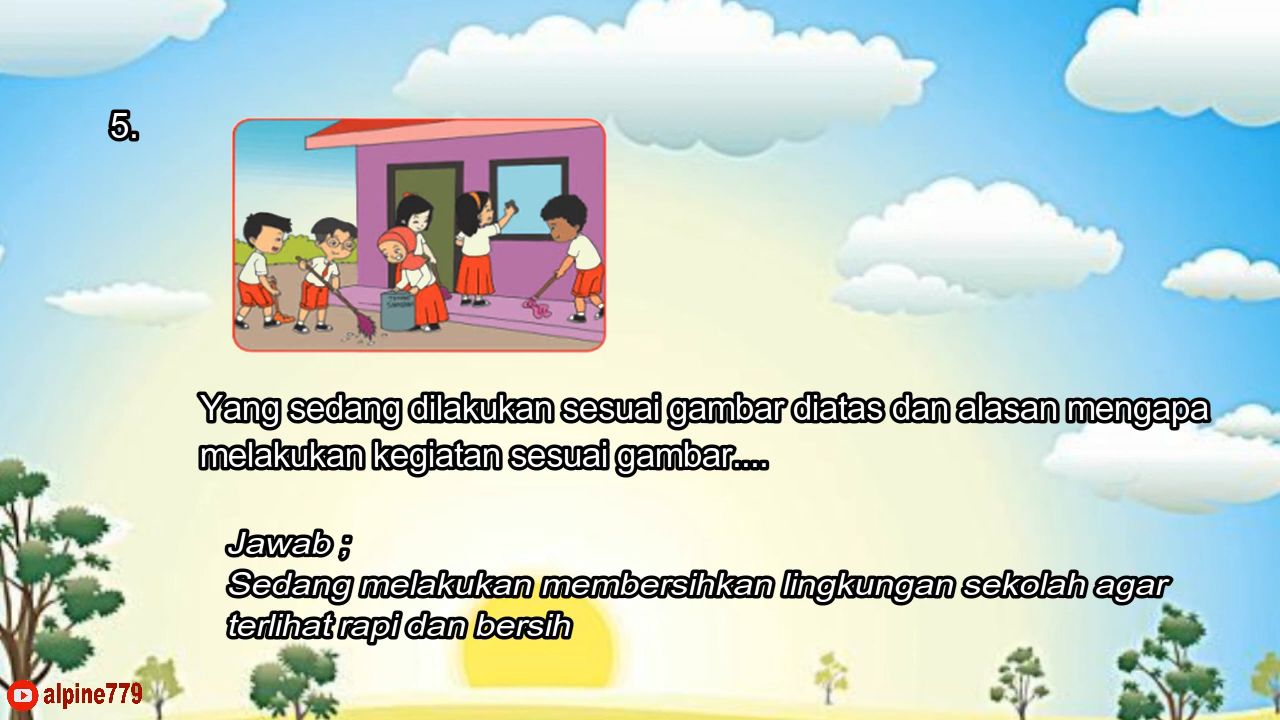 5.
Yang sedang dilakukan sesuai gambar diatas dan alasan mengapa
melakukan kegiatan sesuai gambar....
Jawab ;
Sedang melakukan membersihkan lingkungan sekolah agar
terlihat rapi dan bersih
alpine779